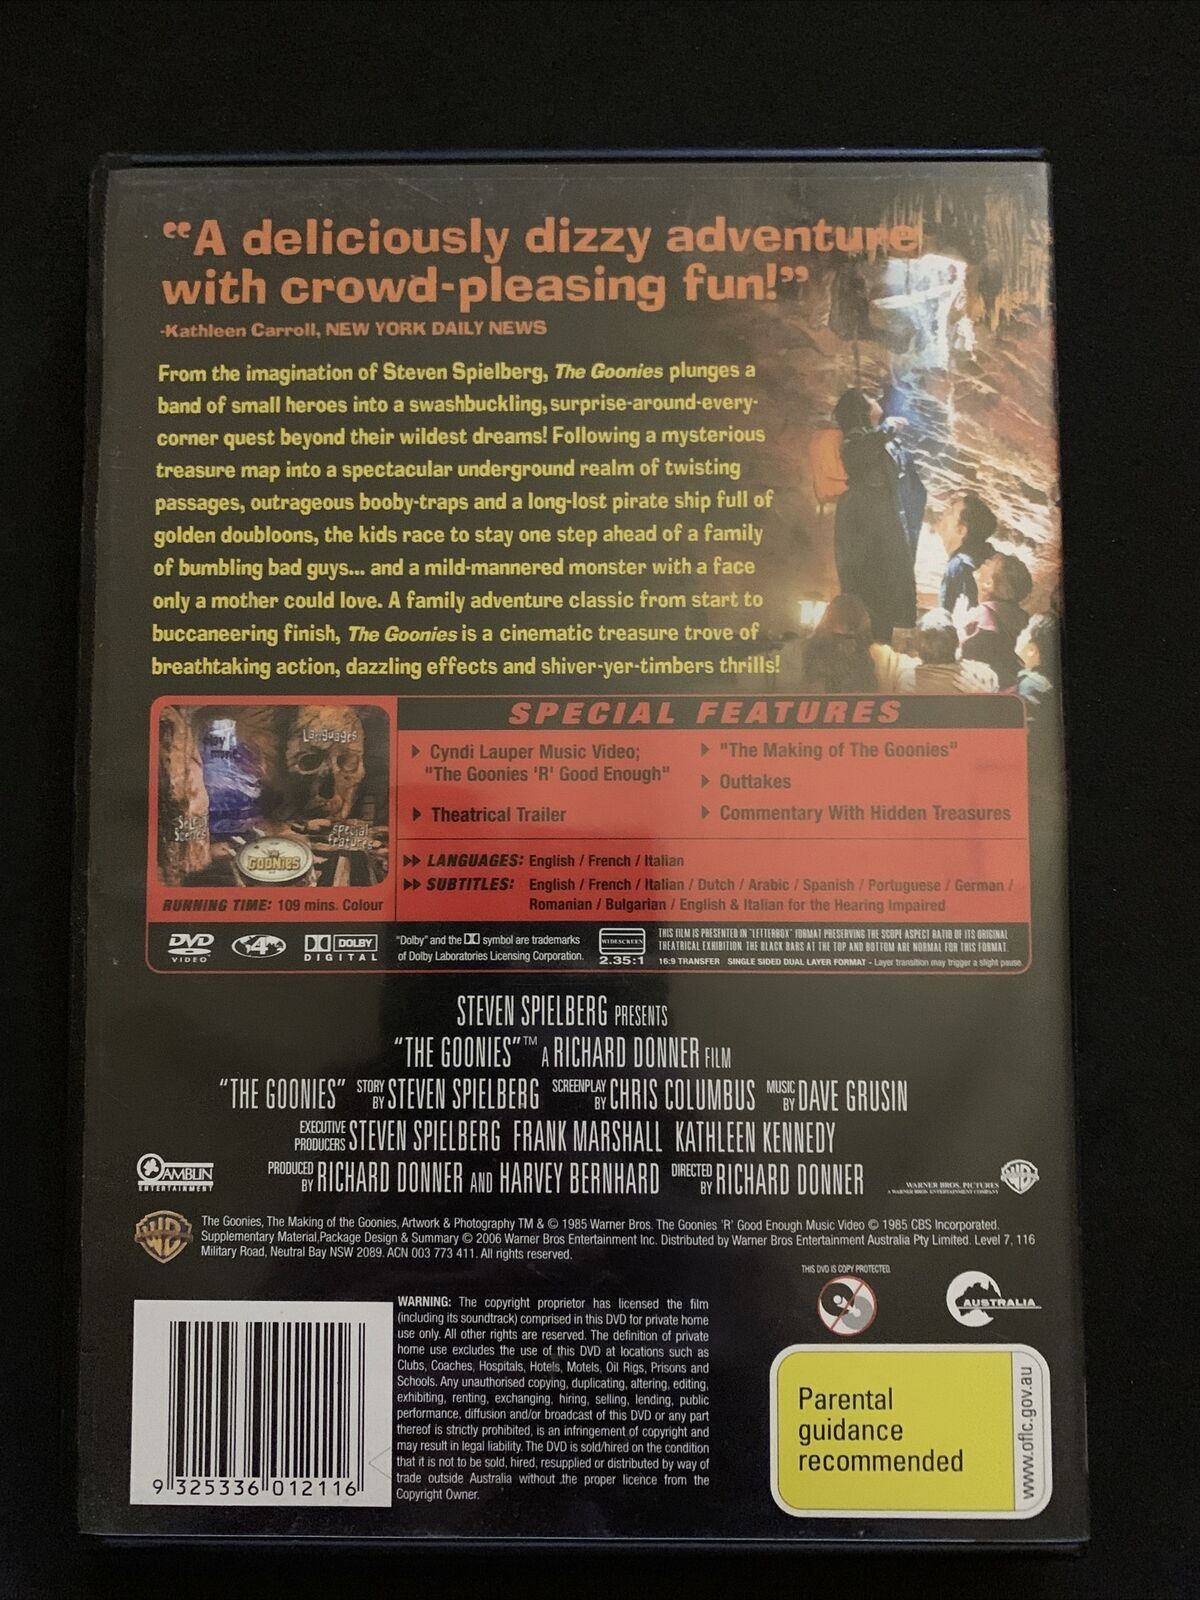 “A deliciously dizzy adventure
with crowd-pleasing fun!”
-Kathleen Carroll, NEW YORK DAILY NEWS
From the imagination of Steven Spielberg, The Goonies plunges a
band of small heroes into a swashbuckling, surprise-around-every-
corner quest beyond their wildest dreams! Following a mysterious
treasure map into a spectacular underground realm of twisting
passages, outrageous booby-traps and a long-lost pirate ship full of
golden doubloons, the kids race to stay one step ahead of a family
of bumbling bad guys... and a mild-mannered monster with a face
only a mother could love. A family adventure classic from start to
buccaneering finish, The Goonies is a cinematic treasure trove of
breathtaking action, dazzling effects and shiver-yer-timbers thrills!
SPECIAL FEATURES
Cyndi Lauper Music Video;
"The Goonies 'R' Good Enough"
Theatrical Trailer
"The Making of The Goonies"
Outtakes
Commentary With Hidden Treasures
Play
movie
Languages
Select
Scenes
special
features
THE GOONIES
RUNNING TIME: 109 mins. Colour
LANGUAGES: English / French / Italian
SUBTITLES: English / French / Italian / Dutch / Arabic / Spanish / Portuguese / German /
Romanian / Bulgarian / English & Italian for the Hearing Impaired
DVD
VIDEO
4
DOLBY
DIGITAL
"Dolby" and the symbol are trademarks
of Dolby Laboratories Licensing Corporation.
WIDESCREEN
2.35:1
THIS FILM IS PRESENTED IN "LETTERBOX" FORMAT PRESERVING THE SCOPE ASPECT RATIO OF ITS ORIGINAL
THEATRICAL EXHIBITION. THE BLACK BARS AT THE TOP AND BOTTOM ARE NORMAL FOR THIS FORMAT.
16:9 TRANSFER SINGLE SIDED DUAL LAYER FORMAT - Layer transition may trigger a slight pause.
STEVEN SPIELBERG PRESENTS
“THE GOONIES”™ A RICHARD DONNER FILM
“THE GOONIES” STORY BY STEVEN SPIELBERG SCREENPLAY BY CHRIS COLUMBUS MUSIC BY DAVE GRUSIN
EXECUTIVE PRODUCERS STEVEN SPIELBERG FRANK MARSHALL KATHLEEN KENNEDY
PRODUCED BY RICHARD DONNER AND HARVEY BERNHARD DIRECTED BY RICHARD DONNER
AMBLIN
ENTERTAINMENT
WARNER BROS. PICTURES
A WARNER BROS. ENTERTAINMENT COMPANY
WB
WB
The Goonies, The Making of the Goonies, Artwork & Photography TM & © 1985 Warner Bros. The Goonies 'R' Good Enough Music Video © 1985 CBS Incorporated.
Supplementary Material,Package Design & Summary © 2006 Warner Bros Entertainment Inc. Distributed by Warner Bros Entertainment Australia Pty Limited. Level 7, 116
Military Road, Neutral Bay NSW 2089. ACN 003 773 411. All rights reserved.
THIS DVD IS COPY PROTECTED.
AUSTRALIA
WARNING: The copyright proprietor has licensed the film
(including its soundtrack) comprised in this DVD for private home
use only. All other rights are reserved. The definition of private
home use excludes the use of this DVD at locations such as
Clubs, Coaches, Hospitals, Hotels, Motels, Oil Rigs, Prisons and
Schools. Any unauthorised copying, duplicating, altering, editing,
exhibiting, renting, exchanging, hiring, selling, lending, public
performance, diffusion and/or broadcast of this DVD or any part
thereof is strictly prohibited, is an infringement of copyright and
may result in legal liability. The DVD is sold/hired on the condition
that it is not to be sold, hired, resupplied or distributed by way of
trade outside Australia without the proper licence from the
Copyright Owner.
9 325336 012116
Parental
guidance
recommended
www.oflc.gov.au